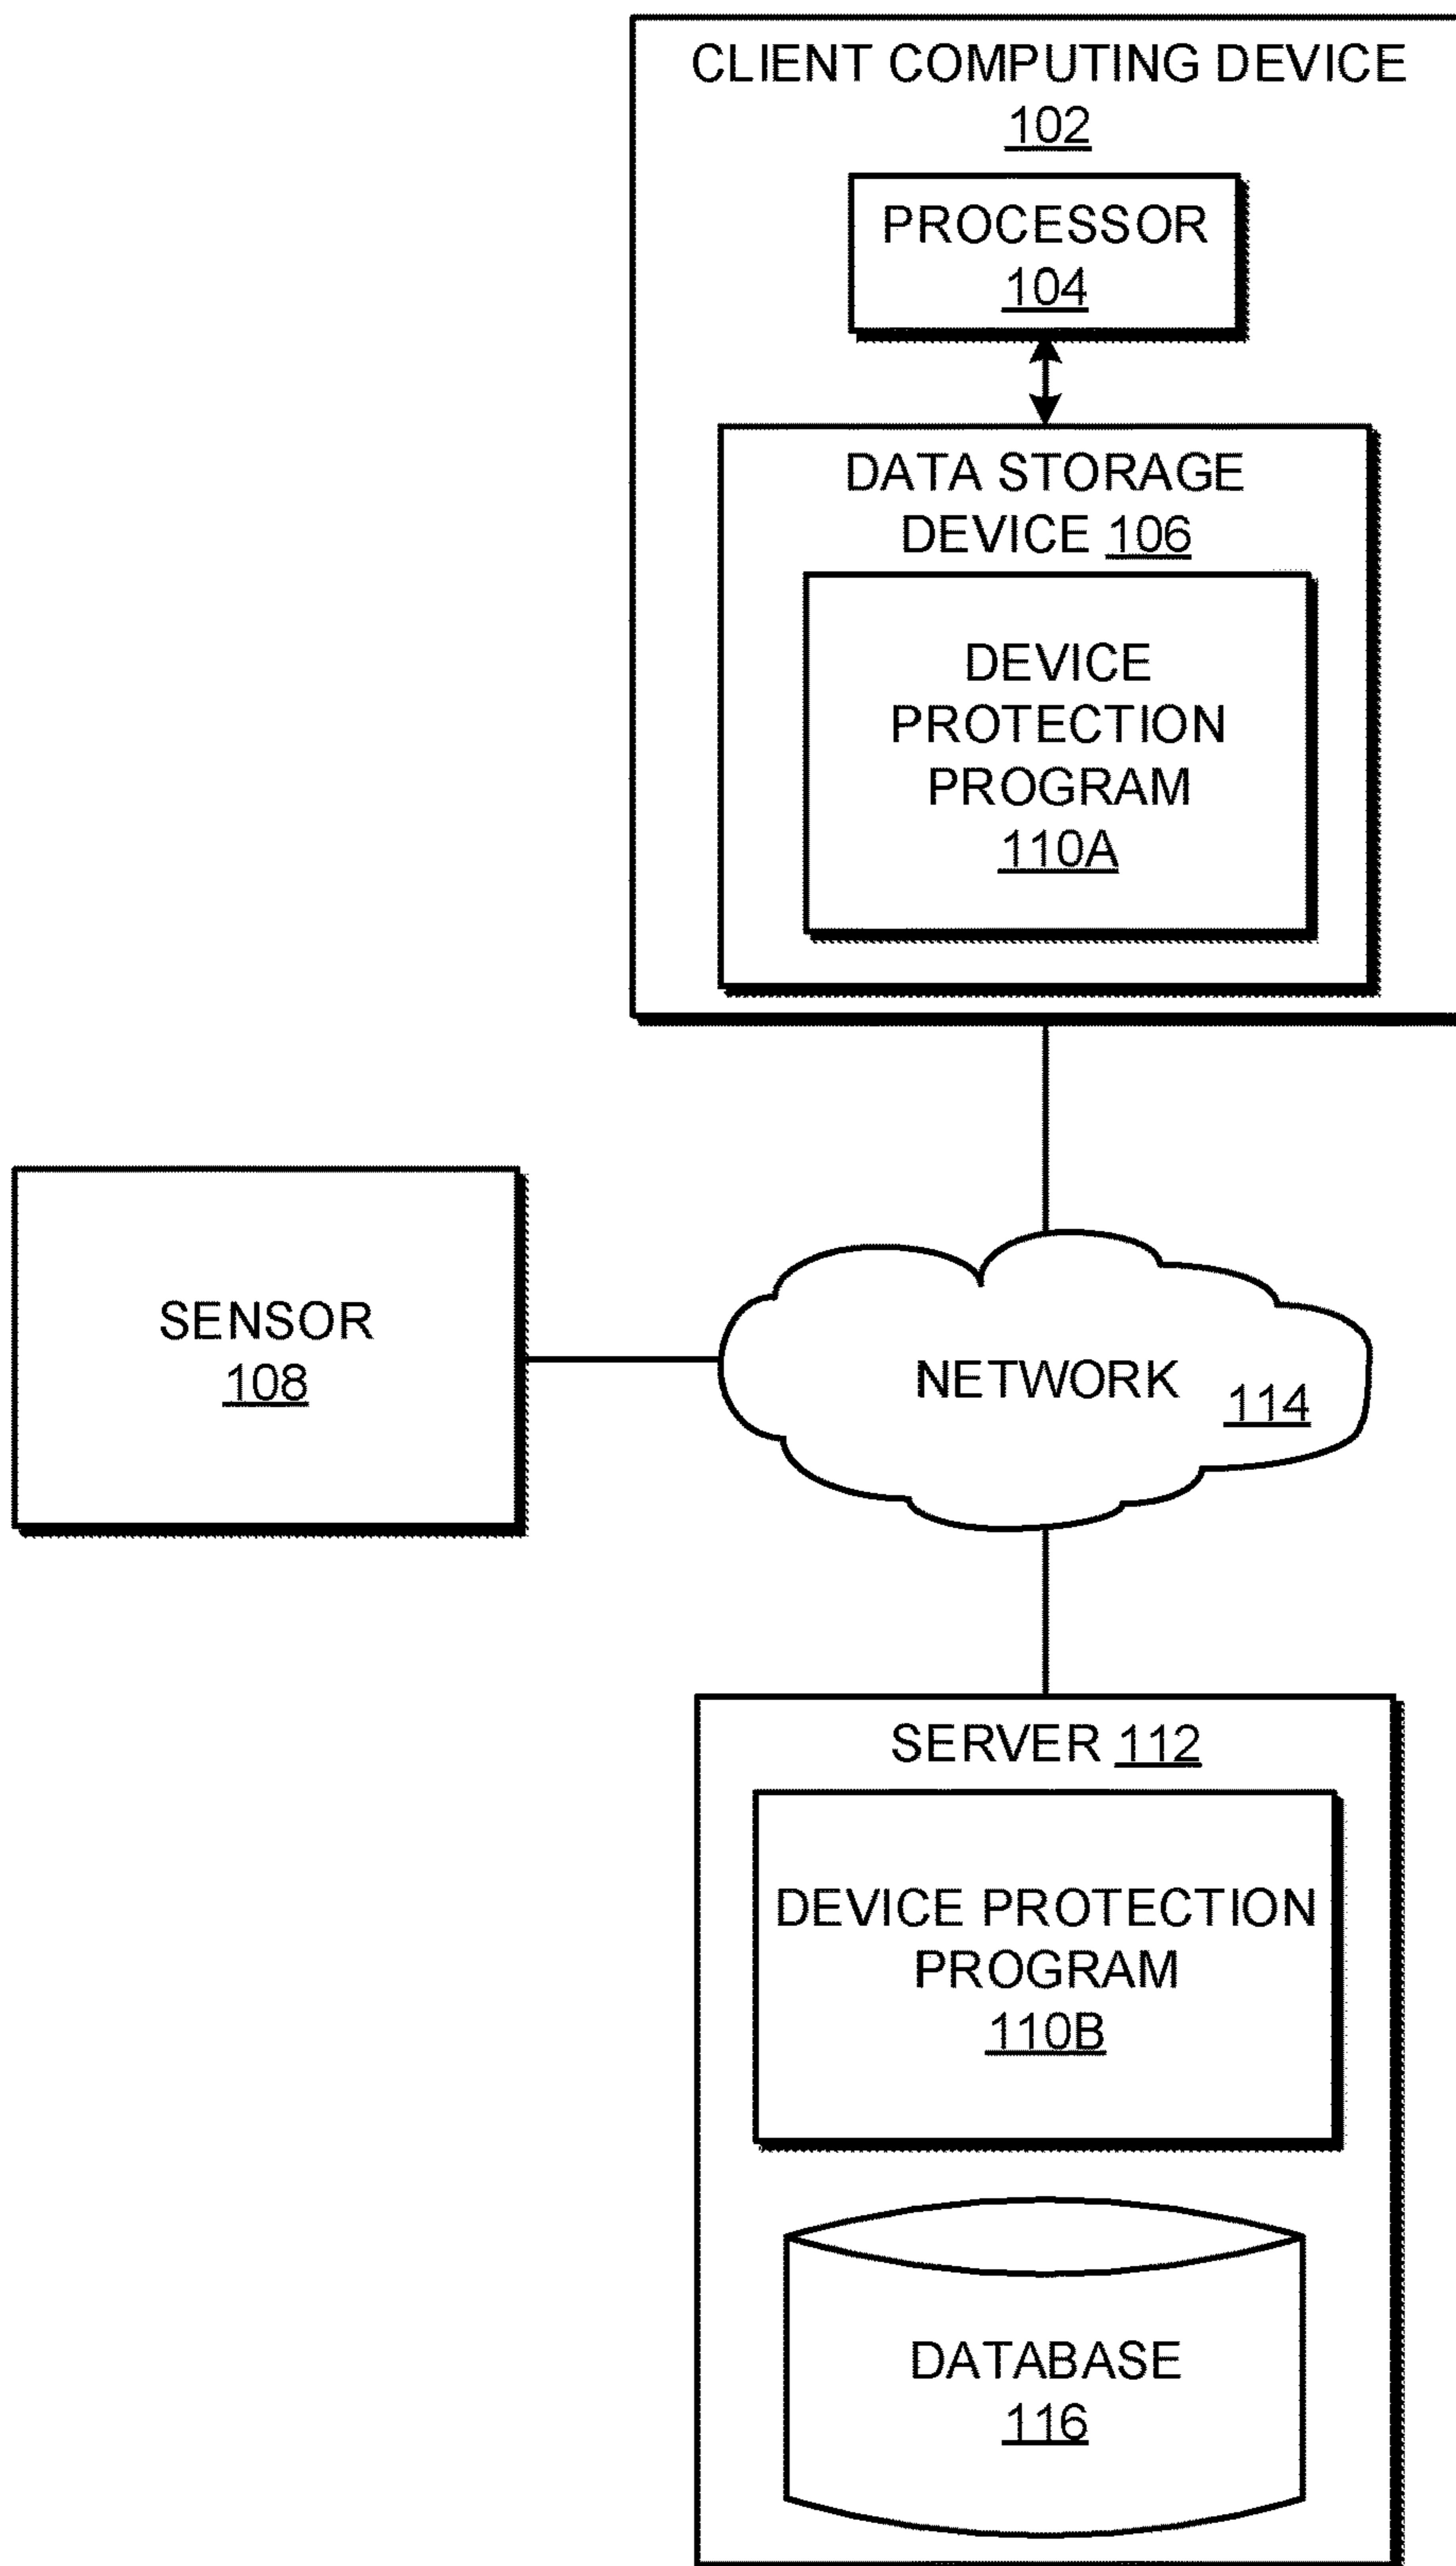 CLIENT COMPUTING DEVICE
102
PROCESSOR
104
DATA STORAGE
DEVICE 106
DEVICE
PROTECTION
PROGRAM
110A
SENSOR
108
NETWORK 114
SERVER 112
DEVICE PROTECTION
PROGRAM
110B
DATABASE
116